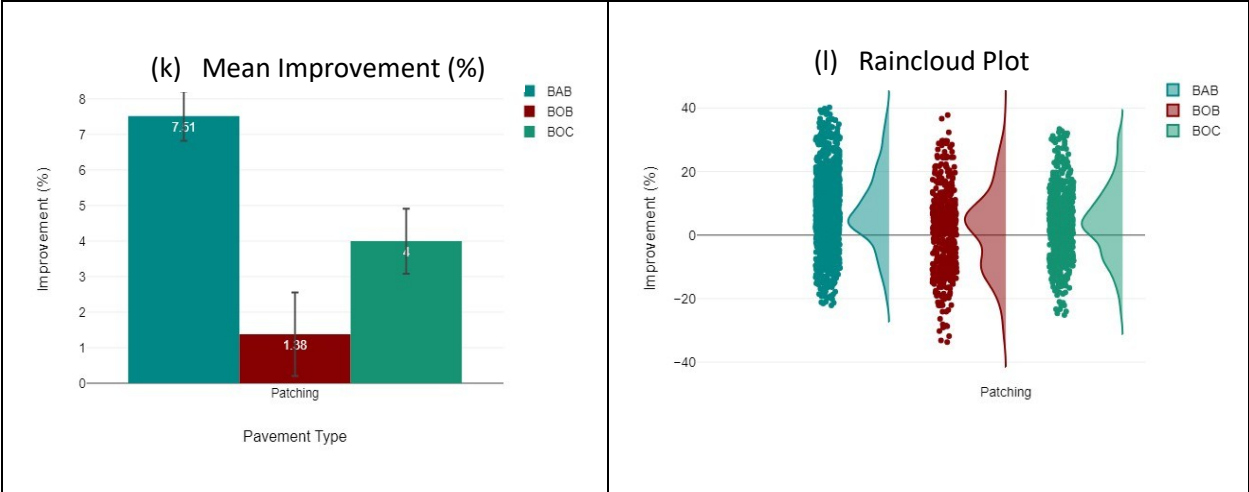 (k) Mean Improvement (%)
8
7
6
5
4
3
2
1
0
Improvement (%)
7.51
1.38
4
Patching
Pavement Type
BAB
BOB
BOC
(l) Raincloud Plot
40
20
0
−20
−40
Improvement (%)
Patching
BAB
BOB
BOC